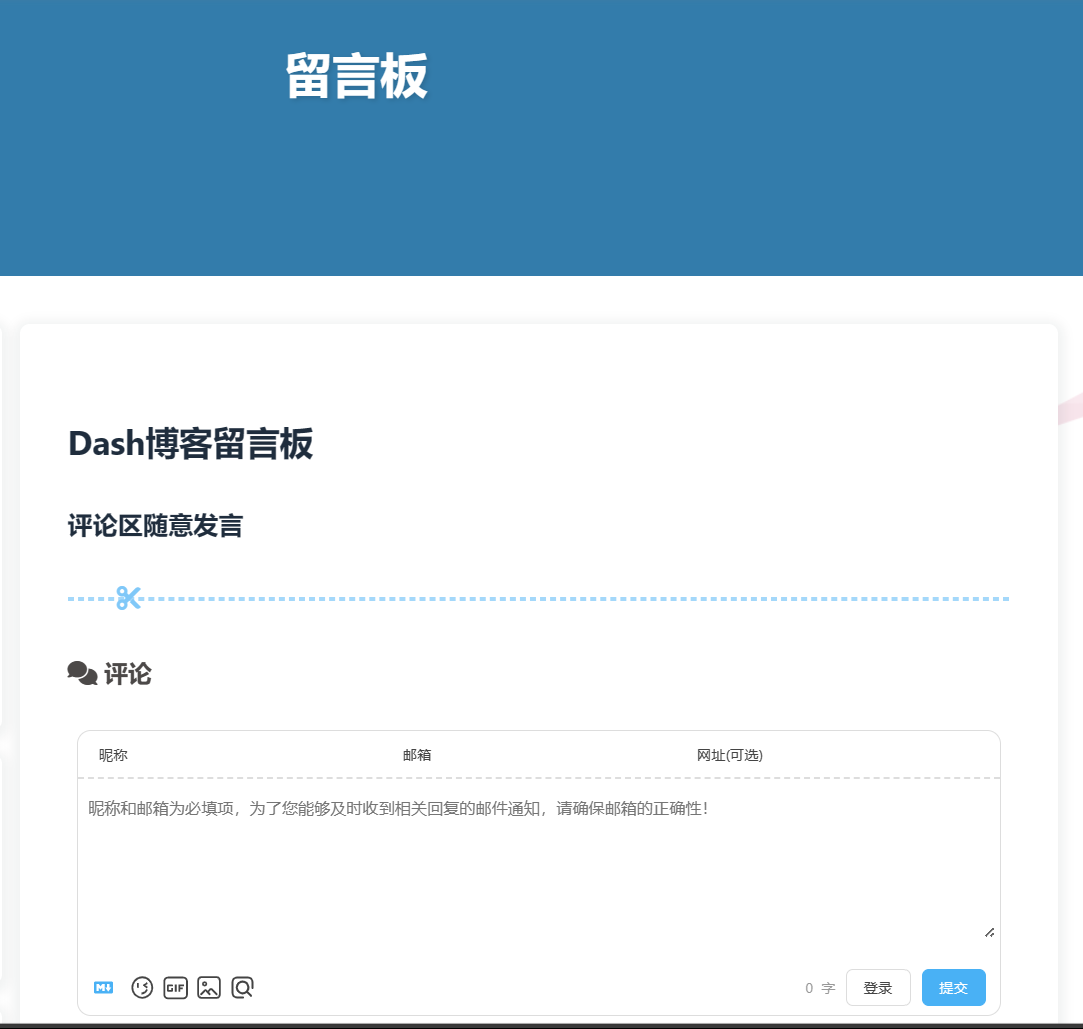 留言板
Dash博客留言板
评论区随意发言
评论
昵称 邮箱 网址(可选)
昵称和邮箱为必填项，为了您能够及时收到相关回复的邮件通知，请确保邮箱的正确性！
M GIF 0 字 登录 提交